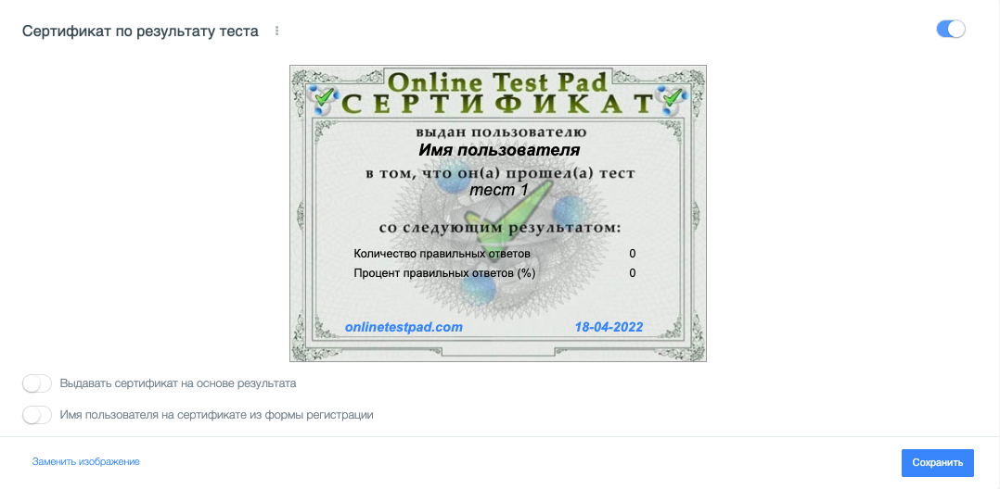 Сертификат по результату теста
Online Test Pad
СЕРТИФИКАТ
выдан пользователю
Имя пользователя
в том, что он(а) прошел(а) тест
тест 1
со следующим результатом:
Количество правильных ответов 0
Процент правильных ответов (%) 0
onlinetestpad.com 18-04-2022
Выдавать сертификат на основе результата
Имя пользователя на сертификате из формы регистрации
Заменить изображение Сохранить